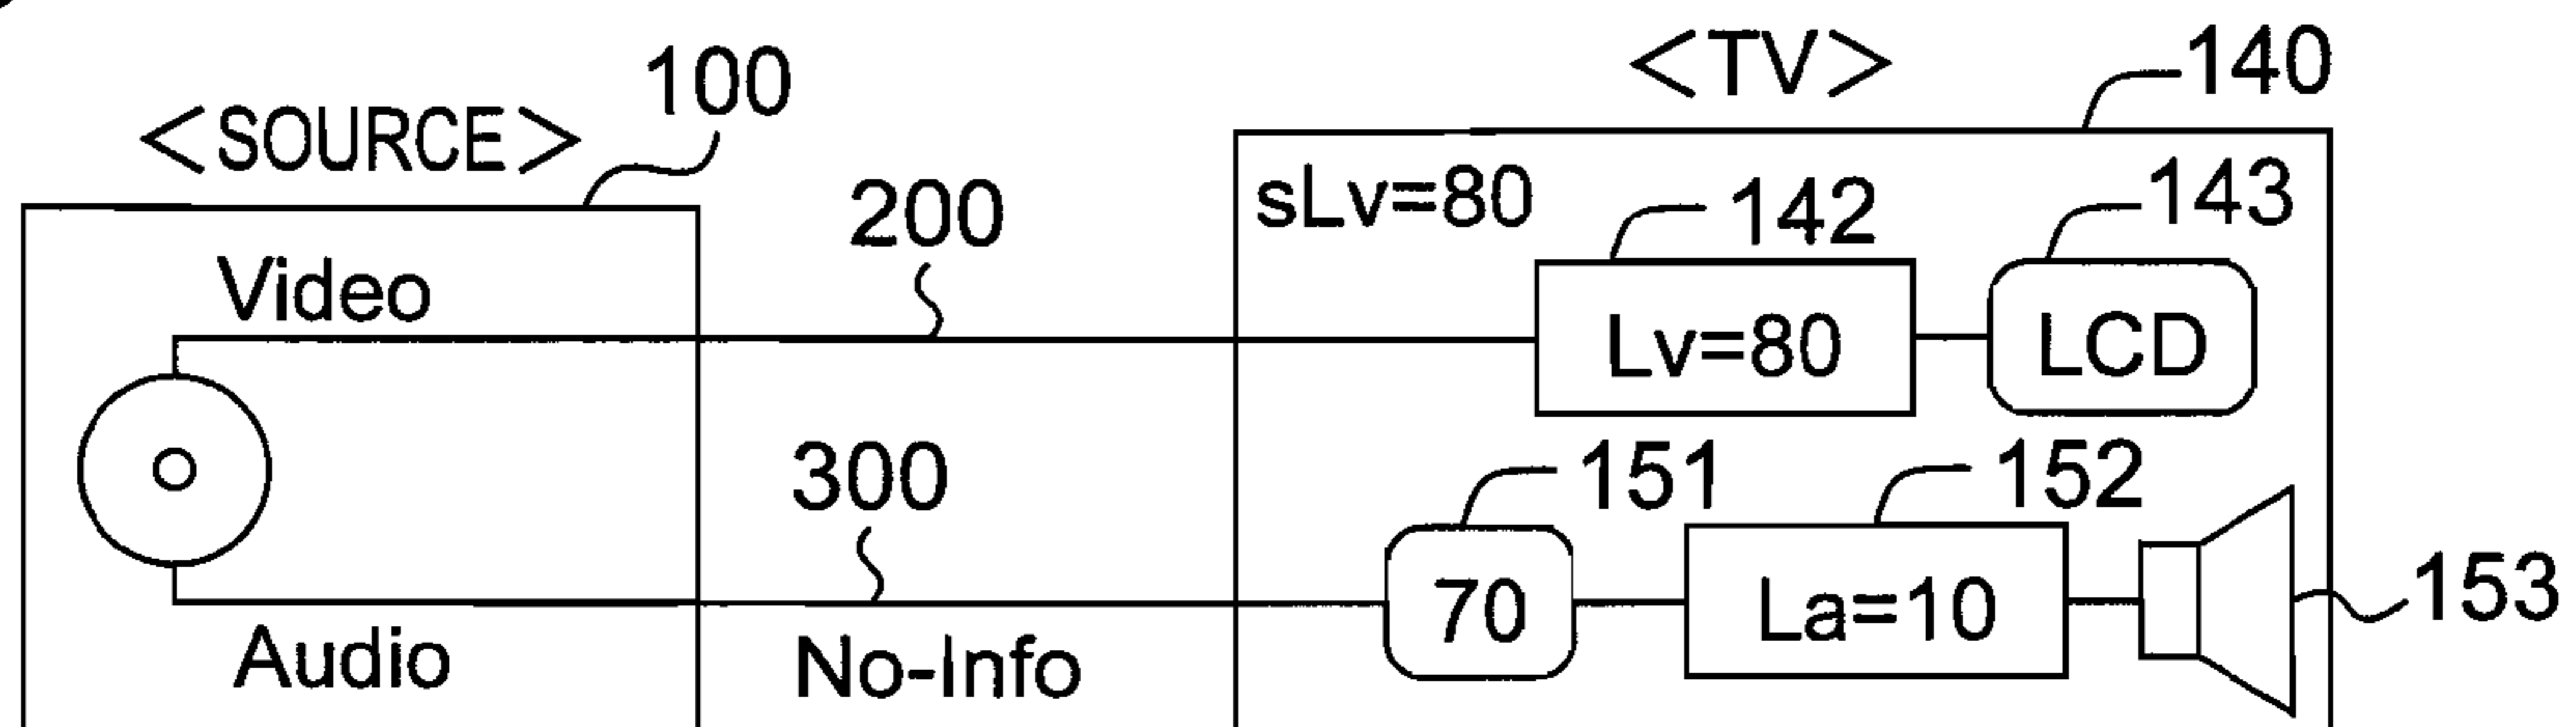 <TV>
140
100
<SOURCE>
sLv=80
142
143
200
Video
Lv=80
LCD
300
151
152
70
La=10
153
Audio
No-Info